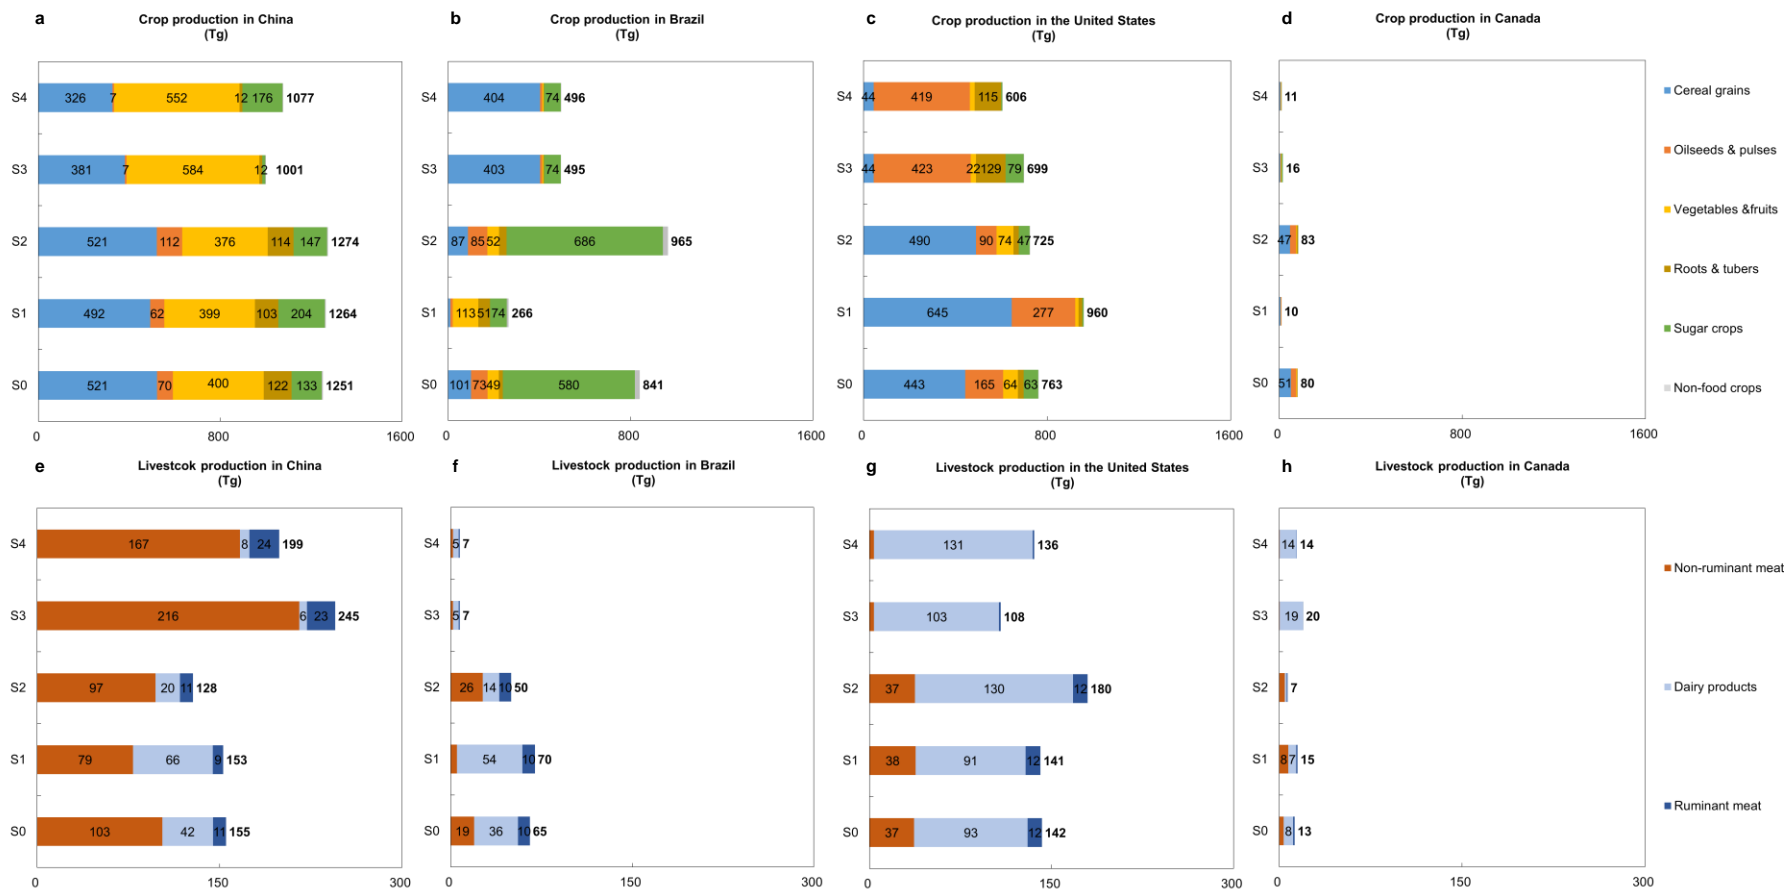 a
Crop production in China
(Tg)
S4
326
7
552
12
176
1077
S3
381
7
584
12
1001
S2
521
112
376
114
147
1274
S1
492
62
399
103
204
1264
S0
521
70
400
122
133
1251
0
800
1600
b
Crop production in Brazil
(Tg)
S4
404
74
496
S3
403
74
495
S2
87
85
52
686
965
S1
113
51
74
266
S0
101
73
49
580
841
0
800
1600
c
Crop production in the United States
(Tg)
S4
44
419
115
606
S3
44
423
22
129
79
699
S2
490
90
74
47
725
S1
645
277
960
S0
443
165
64
63
763
0
800
1600
d
Crop production in Canada
(Tg)
S4
11
S3
16
S2
47
83
S1
10
S0
51
80
0
800
1600
Cereal grains
Oilseeds & pulses
Vegetables &fruits
Roots & tubers
Sugar crops
Non-food crops
e
Livestcok production in China
(Tg)
S4
167
8
24
199
S3
216
6
23
245
S2
97
20
11
128
S1
79
66
9
153
S0
103
42
11
155
0
150
300
f
Livestock production in Brazil
(Tg)
S4
5
7
S3
5
7
S2
26
14
10
50
S1
54
10
70
S0
19
36
10
65
0
150
300
g
Livestock production in the United States
(Tg)
S4
131
136
S3
103
108
S2
37
130
12
180
S1
38
91
12
141
S0
37
93
12
142
0
150
300
h
Livestock production in Canada
(Tg)
S4
14
14
S3
19
20
S2
7
S1
8
7
15
S0
8
13
0
150
300
Non-ruminant meat
Dairy products
Ruminant meat